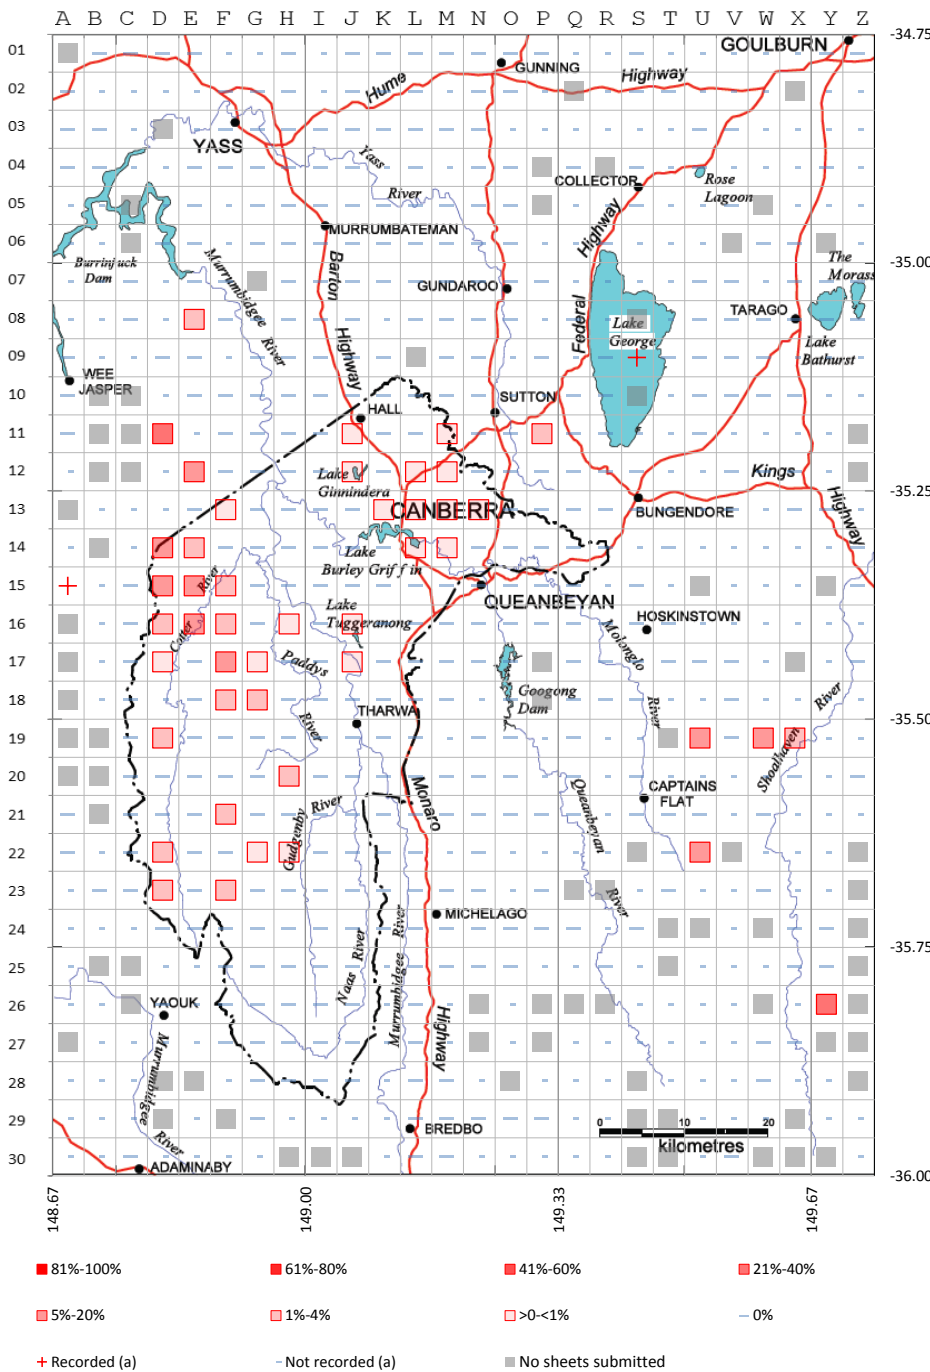 A B C D E F G H I J K L M N O P Q R S T U V W X Y Z
-34.75
01
GOULBURN
GUNNING
Hume
Highway
02
03
YASS
Yass
04
COLLECTOR
Rose
Lagoon
River
05
MURRUMBATEMAN
Highway
06
Burrinjuck
Dam
Murrumbidgee
River
Barton
Highway
-35.00
The
Morass
07
GUNDAROO
08
Federal
Lake
George
TARAGO
Lake
Bathurst
09
WEE
JASPER
10
SUTTON
HALL
11
12
Lake
Ginnindera
Kings
Highway
-35.25
13
CANBERRA
BUNGENDORE
14
Lake
Burley Griffin
15
River
Cotter
QUEANBEYAN
Lake
Tuggeranong
HOSKINSTOWN
16
Molonglo
River
17
Paddys
River
Googong
Dam
18
THARWA
River
Shoalhaven
-35.50
19
20
Monaro
Highway
CAPTAINS
FLAT
Queanbeyan
River
21
Gudgenby
River
22
23
MICHELAGO
24
Naas
River
Murrumbidgee
River
-35.75
25
26
YAOUK
27
Murrumbidgee
River
28
29
BREDBO
0 10 20
kilometres
30
ADAMINABY
-36.00
148.67
149.00
149.33
149.67
81%-100%
61%-80%
41%-60%
21%-40%
5%-20%
1%-4%
>0-<1%
0%
Recorded (a)
Not recorded (a)
No sheets submitted